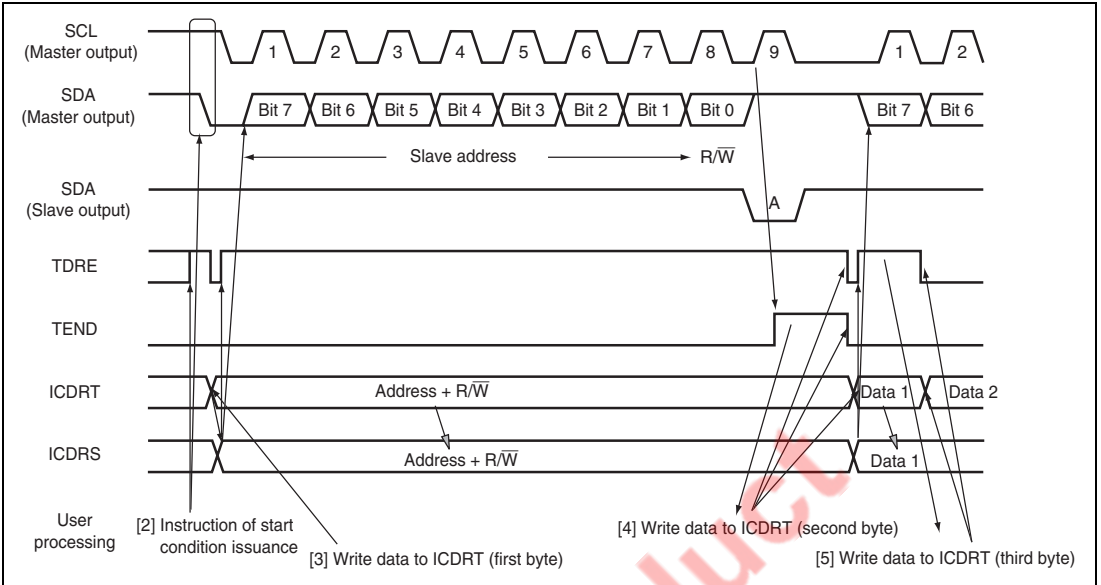 SCL
(Master output)
1 2 3 4 5 6 7 8 9 1 2
SDA
(Master output)
Bit 7 Bit 6 Bit 5 Bit 4 Bit 3 Bit 2 Bit 1 Bit 0 Bit 7 Bit 6
Slave address R/W̅
SDA
(Slave output)
A
TDRE
TEND
ICDRT
Address + R/W̅ Data 1 Data 2
ICDRS
Address + R/W̅ Data 1
User
processing
[2] Instruction of start
condition issuance
[3] Write data to ICDRT (first byte)
[4] Write data to ICDRT (second byte)
[5] Write data to ICDRT (third byte)